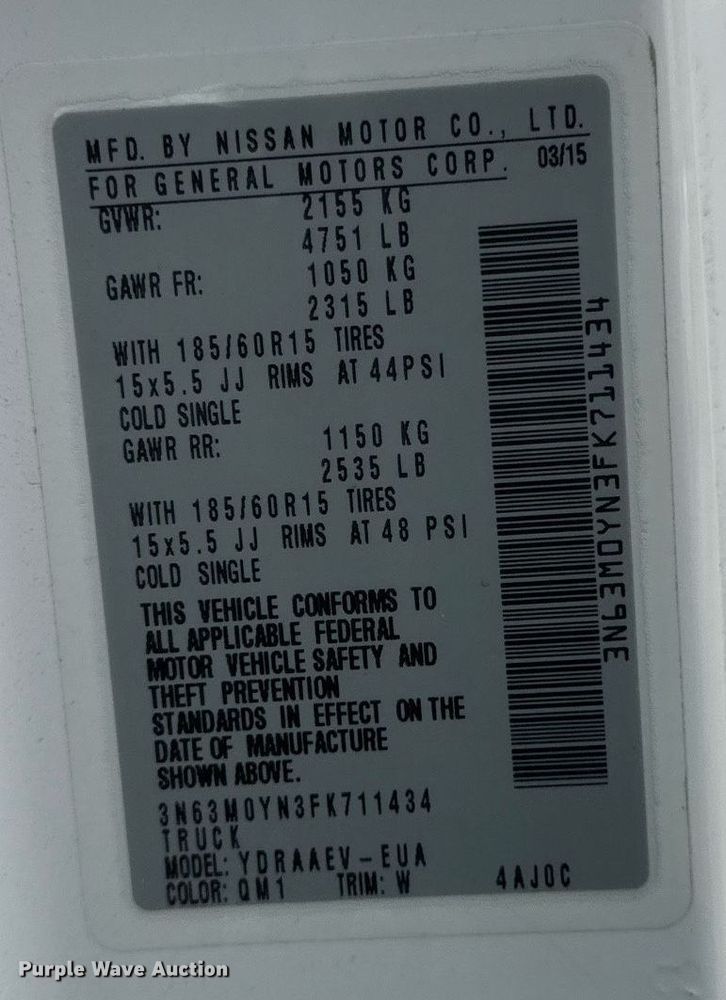 MFD. BY NISSAN MOTOR CO., LTD.
FOR GENERAL MOTORS CORP. 03/15
GVWR: 2155 KG
4751 LB
GAWR FR: 1050 KG
2315 LB
WITH 185/60R15 TIRES
15x5.5 JJ RIMS AT 44PSI
COLD SINGLE
GAWR RR: 1150 KG
2535 LB
WITH 185/60R15 TIRES
15x5.5 JJ RIMS AT 48 PSI
COLD SINGLE
THIS VEHICLE CONFORMS TO
ALL APPLICABLE FEDERAL
MOTOR VEHICLE SAFETY AND
THEFT PREVENTION
STANDARDS IN EFFECT ON THE
DATE OF MANUFACTURE
SHOWN ABOVE.
3N63M0YN3FK711434
TRUCK
MODEL: YDRAAEV-EUA
COLOR: QM1 TRIM: W 4AJ0C
3N63M0YN3FK711434
Purple Wave Auction